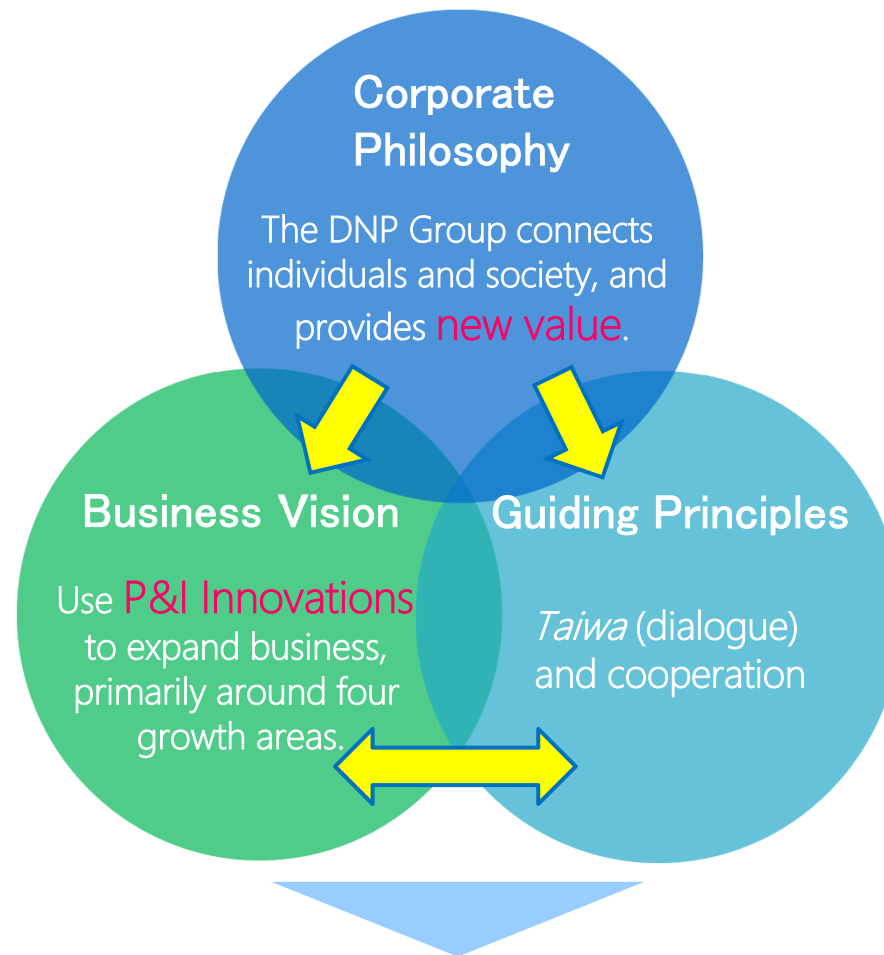 Corporate
Philosophy
The DNP Group connects
individuals and society, and
provides new value.
Business Vision
Use P&I Innovations
to expand business,
primarily around four
growth areas.
Guiding Principles
Taiwa (dialogue)
and cooperation